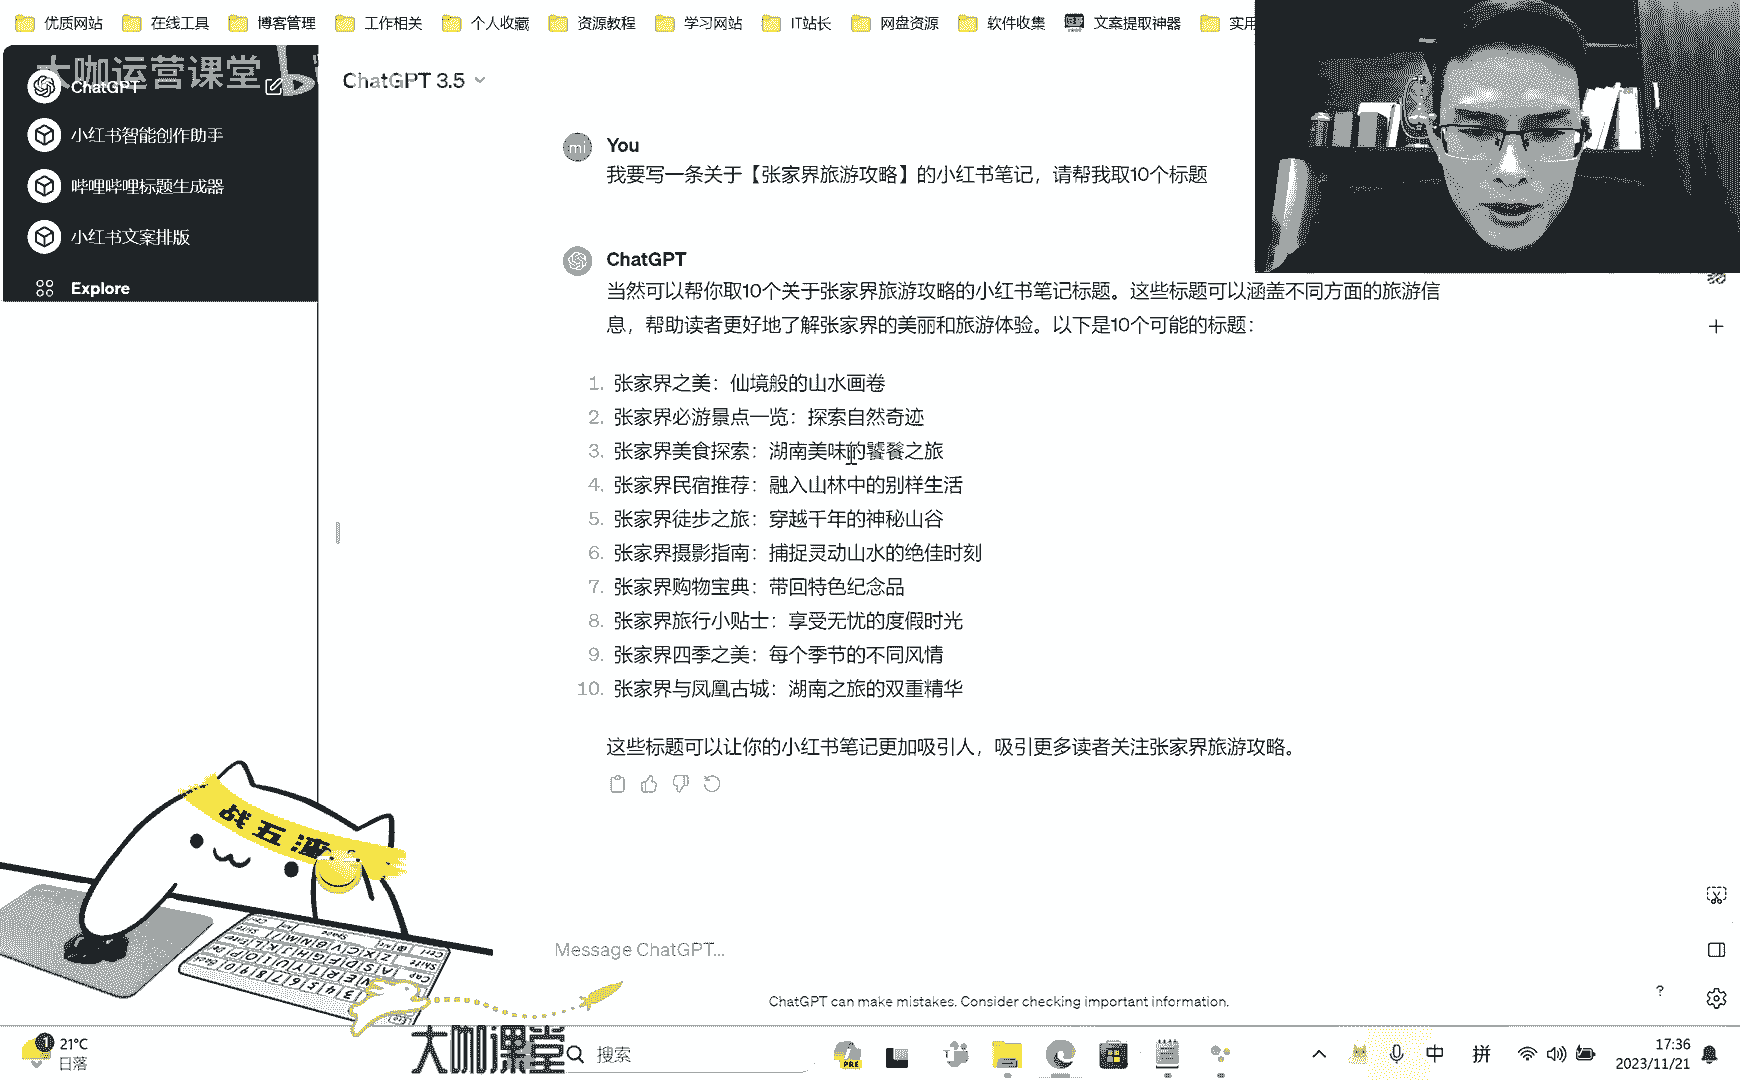 优质网站
在线工具
博客管理
工作相关
个人收藏
资源教程
学习网站
IT站长
网盘资源
软件收集
文案提取神器
实用
大咖运营课堂
ChatGPT
小红书智能创作助手
哔哩哔哩标题生成器
小红书文案排版
Explore
ChatGPT 3.5
mi
You
我要写一条关于【张家界旅游攻略】的小红书笔记，请帮我取10个标题
ChatGPT
当然可以帮你取10个关于张家界旅游攻略的小红书笔记标题。这些标题可以涵盖不同方面的旅游信
息，帮助读者更好地了解张家界的美丽和旅游体验。以下是10个可能的标题：
1. 张家界之美：仙境般的山水画卷
2. 张家界必游景点一览：探索自然奇迹
3. 张家界美食探索：湖南美味的饕餮之旅
4. 张家界民宿推荐：融入山林中的别样生活
5. 张家界徒步之旅：穿越千年的神秘山谷
6. 张家界摄影指南：捕捉灵动山水的绝佳时刻
7. 张家界购物宝典：带回特色纪念品
8. 张家界旅行小贴士：享受无忧的度假时光
9. 张家界四季之美：每个季节的不同风情
10. 张家界与凤凰古城：湖南之旅的双重精华
这些标题可以让你的小红书笔记更加吸引人，吸引更多读者关注张家界旅游攻略。
战五渣
Message ChatGPT...
ChatGPT can make mistakes. Consider checking important information.
?
大咖课堂
1
21°C
日落
搜索
PRE
中
拼
17:36
2023/11/21